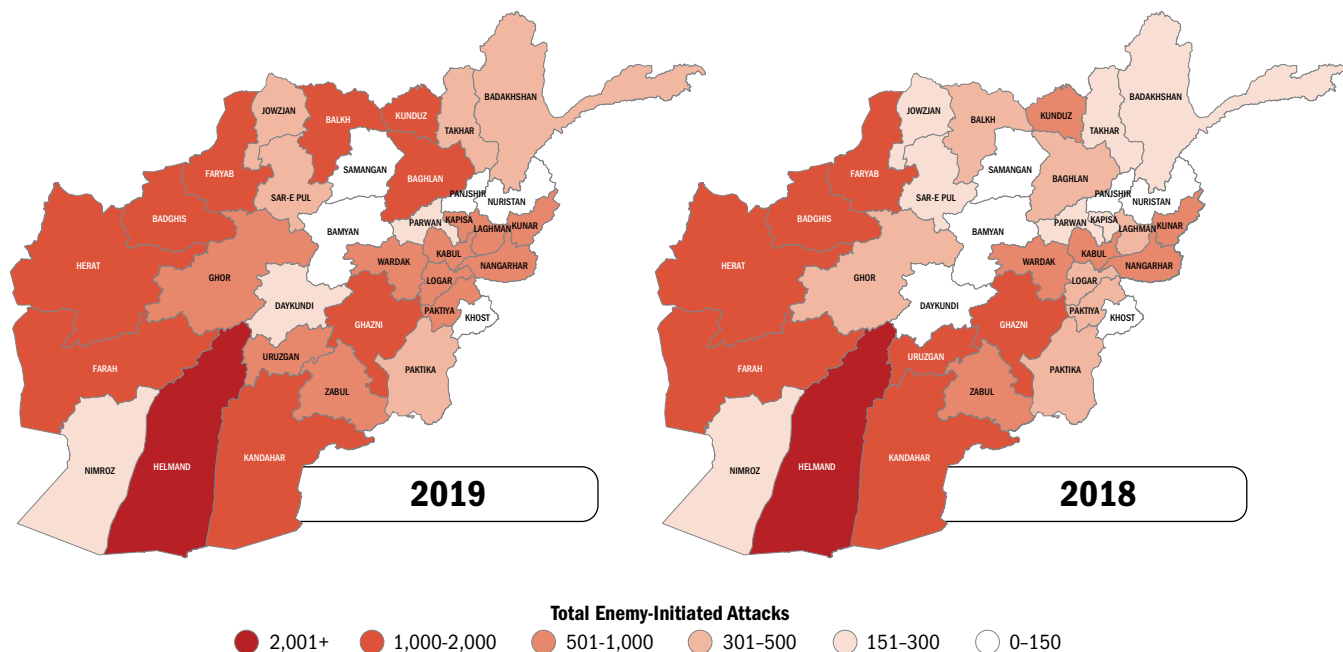 BADAKHSHAN
JOWZJAN
BALKH
KUNDUZ
TAKHAR
SAMANGAN
FARYAB
BAGHLAN
SAR-E PUL
PANJSHIR
NURISTAN
BADGHIS
PARWAN
KAPISA
LAGHMAN
KUNAR
BAMYAN
HERAT
WARDAK
KABUL
NANGARHAR
GHOR
LOGAR
DAYKUNDI
PAKTIYA
KHOST
GHAZNI
FARAH
URUZGAN
PAKTIKA
ZABUL
NIMROZ
HELMAND
KANDAHAR
2019
BADAKHSHAN
JOWZJAN
BALKH
KUNDUZ
TAKHAR
SAMANGAN
FARYAB
BAGHLAN
SAR-E PUL
PANJSHIR
NURISTAN
BADGHIS
PARWAN
KAPISA
LAGHMAN
KUNAR
BAMYAN
HERAT
WARDAK
KABUL
NANGARHAR
GHOR
LOGAR
DAYKUNDI
PAKTIYA
KHOST
GHAZNI
FARAH
URUZGAN
PAKTIKA
ZABUL
NIMROZ
HELMAND
KANDAHAR
2018
Total Enemy-Initiated Attacks
2,001+ 1,000-2,000 501-1,000 301–500 151–300 0–150